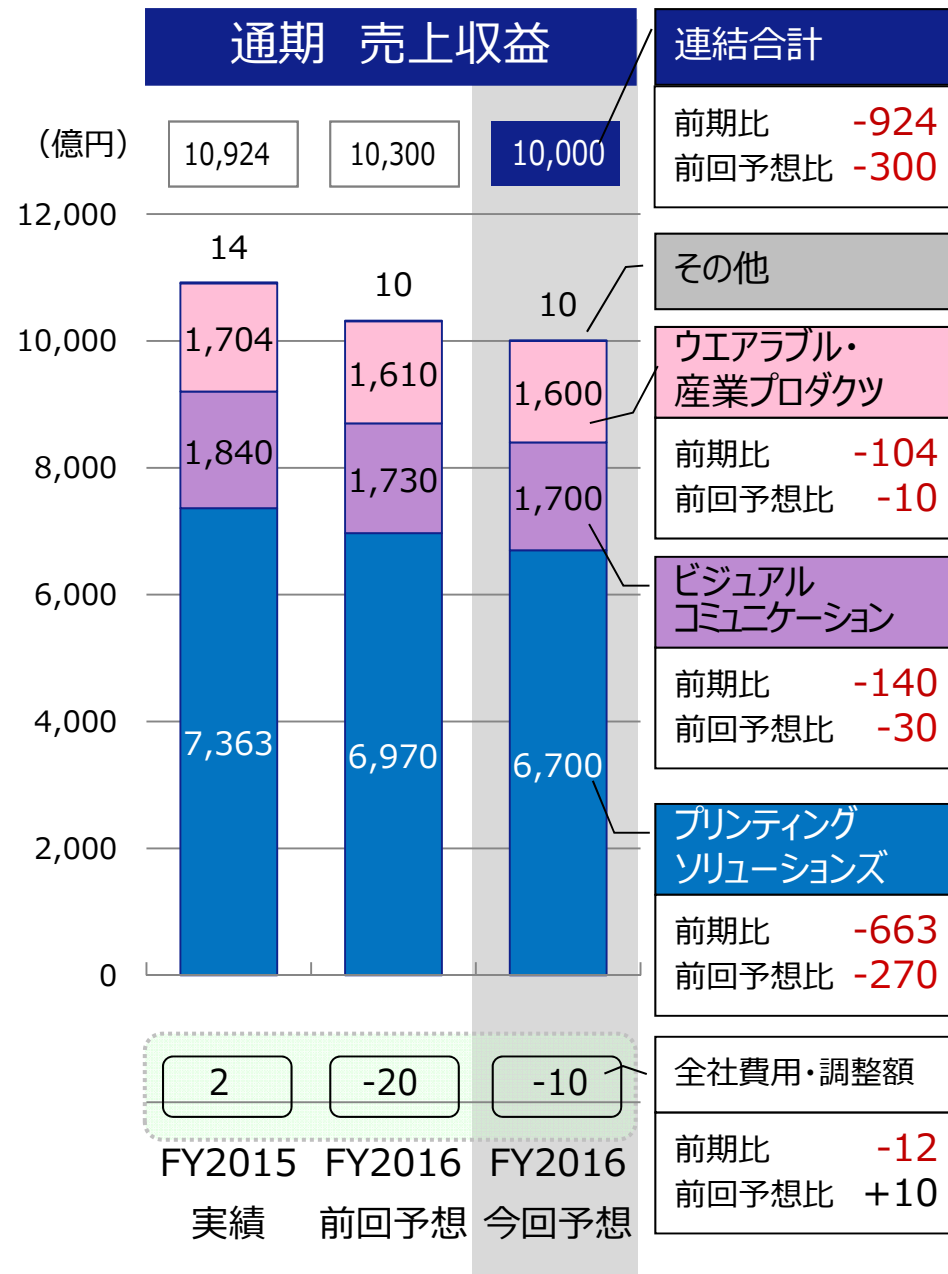 通期 売上収益
(億円)
10,924
10,300
10,000
12,000
10,000
8,000
6,000
4,000
2,000
0
14
1,704
1,840
7,363
10
1,610
1,730
6,970
10
1,600
1,700
6,700
2
-20
-10
FY2015
実績
FY2016
前回予想
FY2016
今回予想
連結合計
前期比 -924
前回予想比 -300
その他
ウエアラブル・
産業プロダクツ
前期比 -104
前回予想比 -10
ビジュアル
コミュニケーション
前期比 -140
前回予想比 -30
プリンティング
ソリューションズ
前期比 -663
前回予想比 -270
全社費用・調整額
前期比 -12
前回予想比 +10